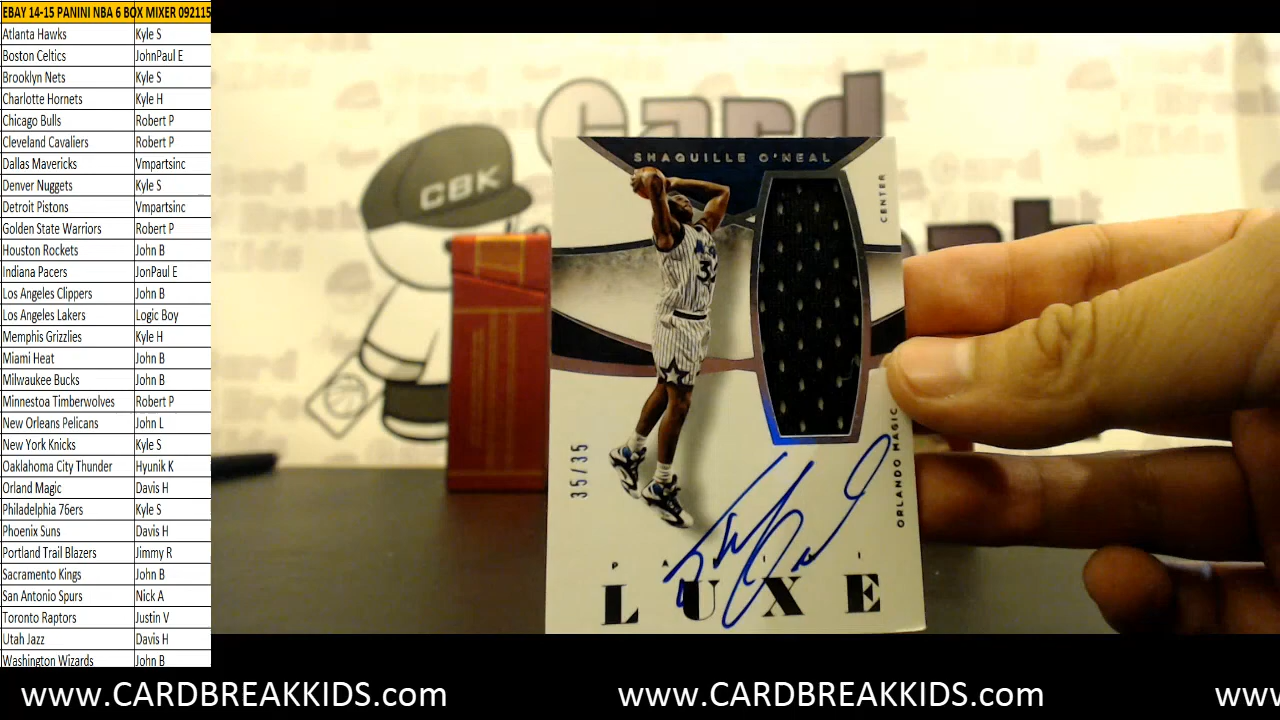 EBAY 14-15 PANINI NBA 6 BOX MIXER 092115
Atlanta Hawks Kyle S
Boston Celtics JohnPaul E
Brooklyn Nets Kyle S
Charlotte Hornets Kyle H
Chicago Bulls Robert P
Cleveland Cavaliers Robert P
Dallas Mavericks Vmpartsinc
Denver Nuggets Kyle S
Detroit Pistons Vmpartsinc
Golden State Warriors Robert P
Houston Rockets John B
Indiana Pacers JonPaul E
Los Angeles Clippers John B
Los Angeles Lakers Logic Boy
Memphis Grizzlies Kyle H
Miami Heat John B
Milwaukee Bucks John B
Minnestoa Timberwolves Robert P
New Orleans Pelicans John L
New York Knicks Kyle S
Oaklahoma City Thunder Hyunik K
Orland Magic Davis H
Philadelphia 76ers Kyle S
Phoenix Suns Davis H
Portland Trail Blazers Jimmy R
Sacramento Kings John B
San Antonio Spurs Nick A
Toronto Raptors Justin V
Utah Jazz Davis H
Washington Wizards John B
Card
CBK
SHAQUILLE O'NEAL
CENTER
32
35/35
ORLANDO MAGIC
LUXE
www.CARDBREAKKIDS.com www.CARDBREAKKIDS.com ww